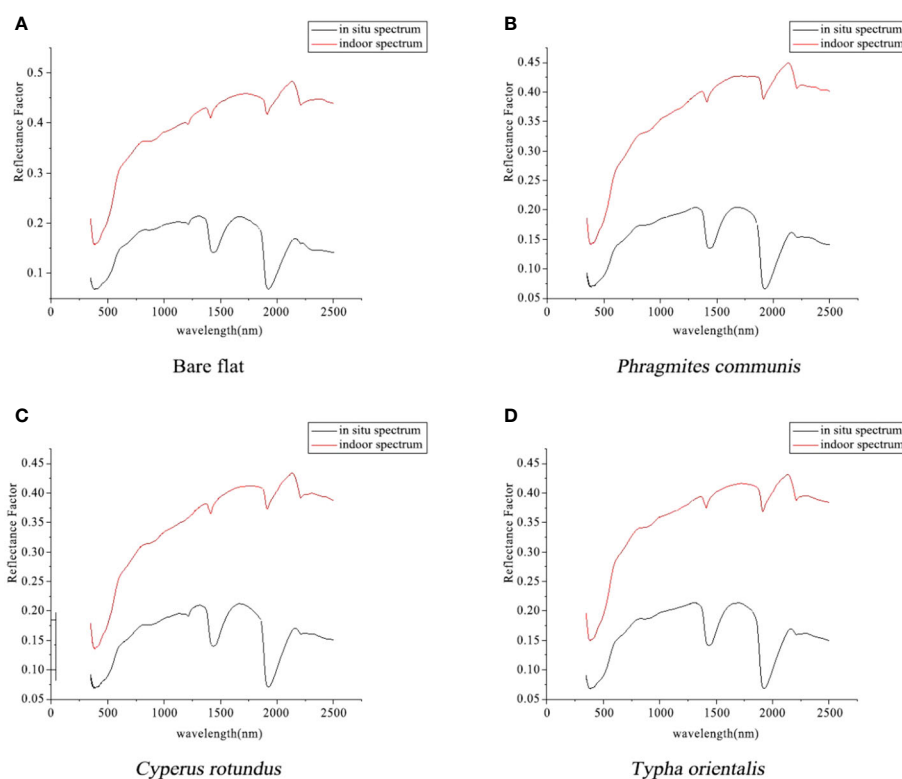 A
in situ spectrum
indoor spectrum
Reflectance Factor
0.5
0.4
0.3
0.2
0.1
0 500 1000 1500 2000 2500
wavelength(nm)
Bare flat
B
in situ spectrum
indoor spectrum
Reflectance Factor
0.45
0.40
0.35
0.30
0.25
0.20
0.15
0.10
0.05
0 500 1000 1500 2000 2500
wavelength(nm)
Phragmites communis
C
in situ spectrum
indoor spectrum
Reflectance Factor
0.45
0.40
0.35
0.30
0.25
0.20
0.15
0.10
0.05
0 500 1000 1500 2000 2500
wavelength(nm)
Cyperus rotundus
D
in situ spectrum
indoor spectrum
Reflectance Factor
0.45
0.40
0.35
0.30
0.25
0.20
0.15
0.10
0.05
0 500 1000 1500 2000 2500
wavelength(nm)
Typha orientalis